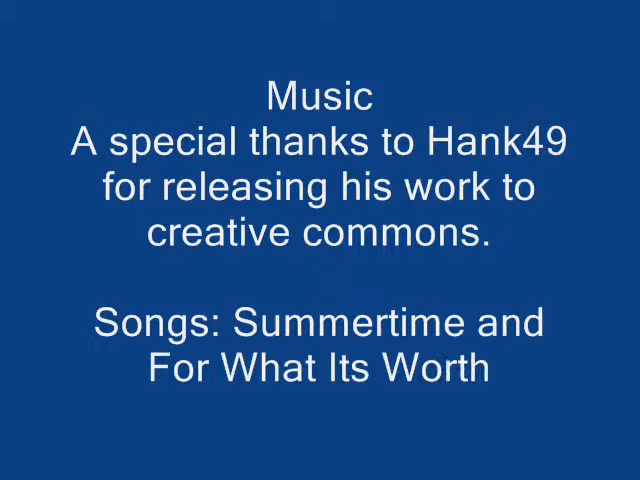 Music
A special thanks to Hank49
for releasing his work to
creative commons.
Songs: Summertime and
For What Its Worth